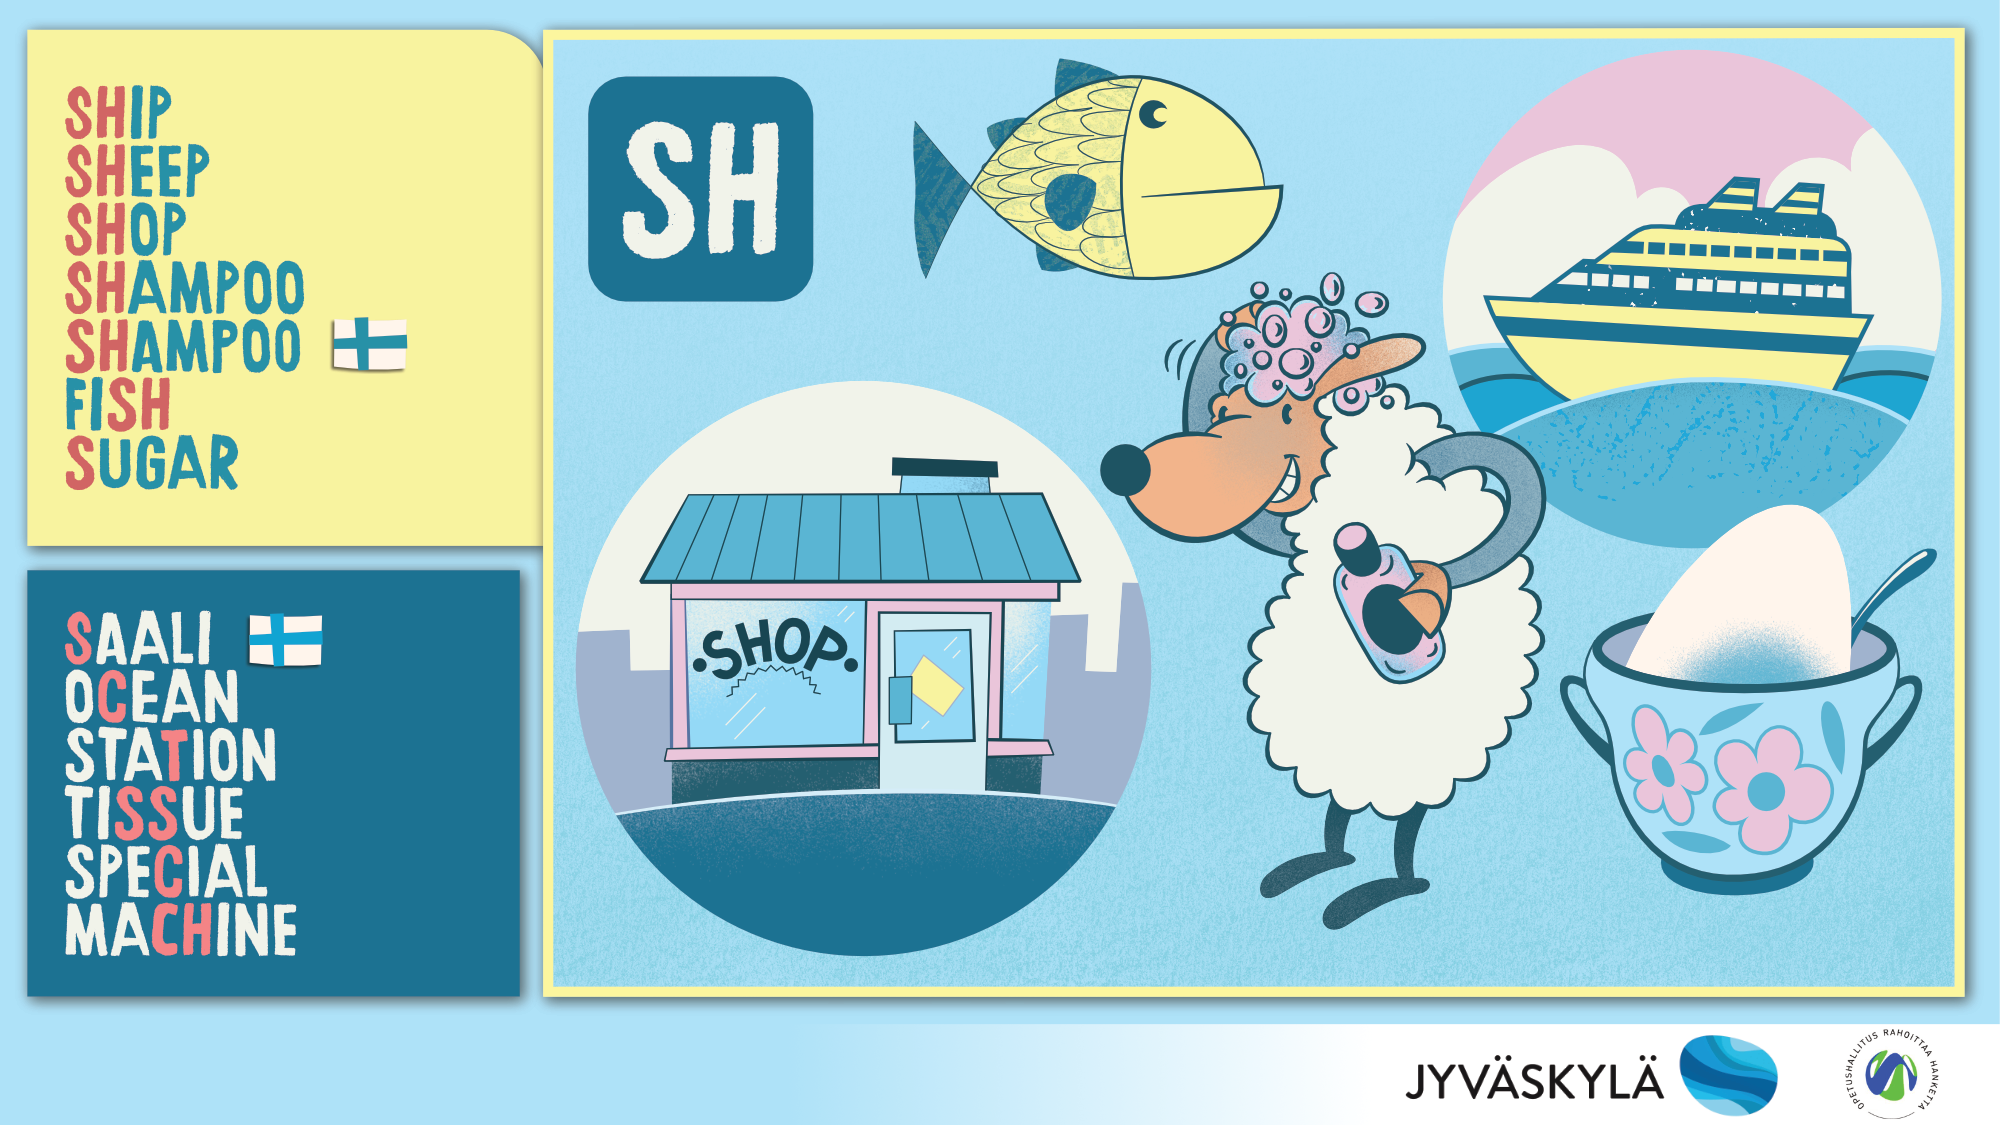 SHIP
SHEEP
SHOP
SHAMPOO
SHAMPOO
FISH
SUGAR
SAALI
OCEAN
STATION
TISSUE
SPECIAL
MACHINE
SH
•SHOP•
JYVÄSKYLÄ
OPETUSHALLITUS RAHOITTAA HANKETTA